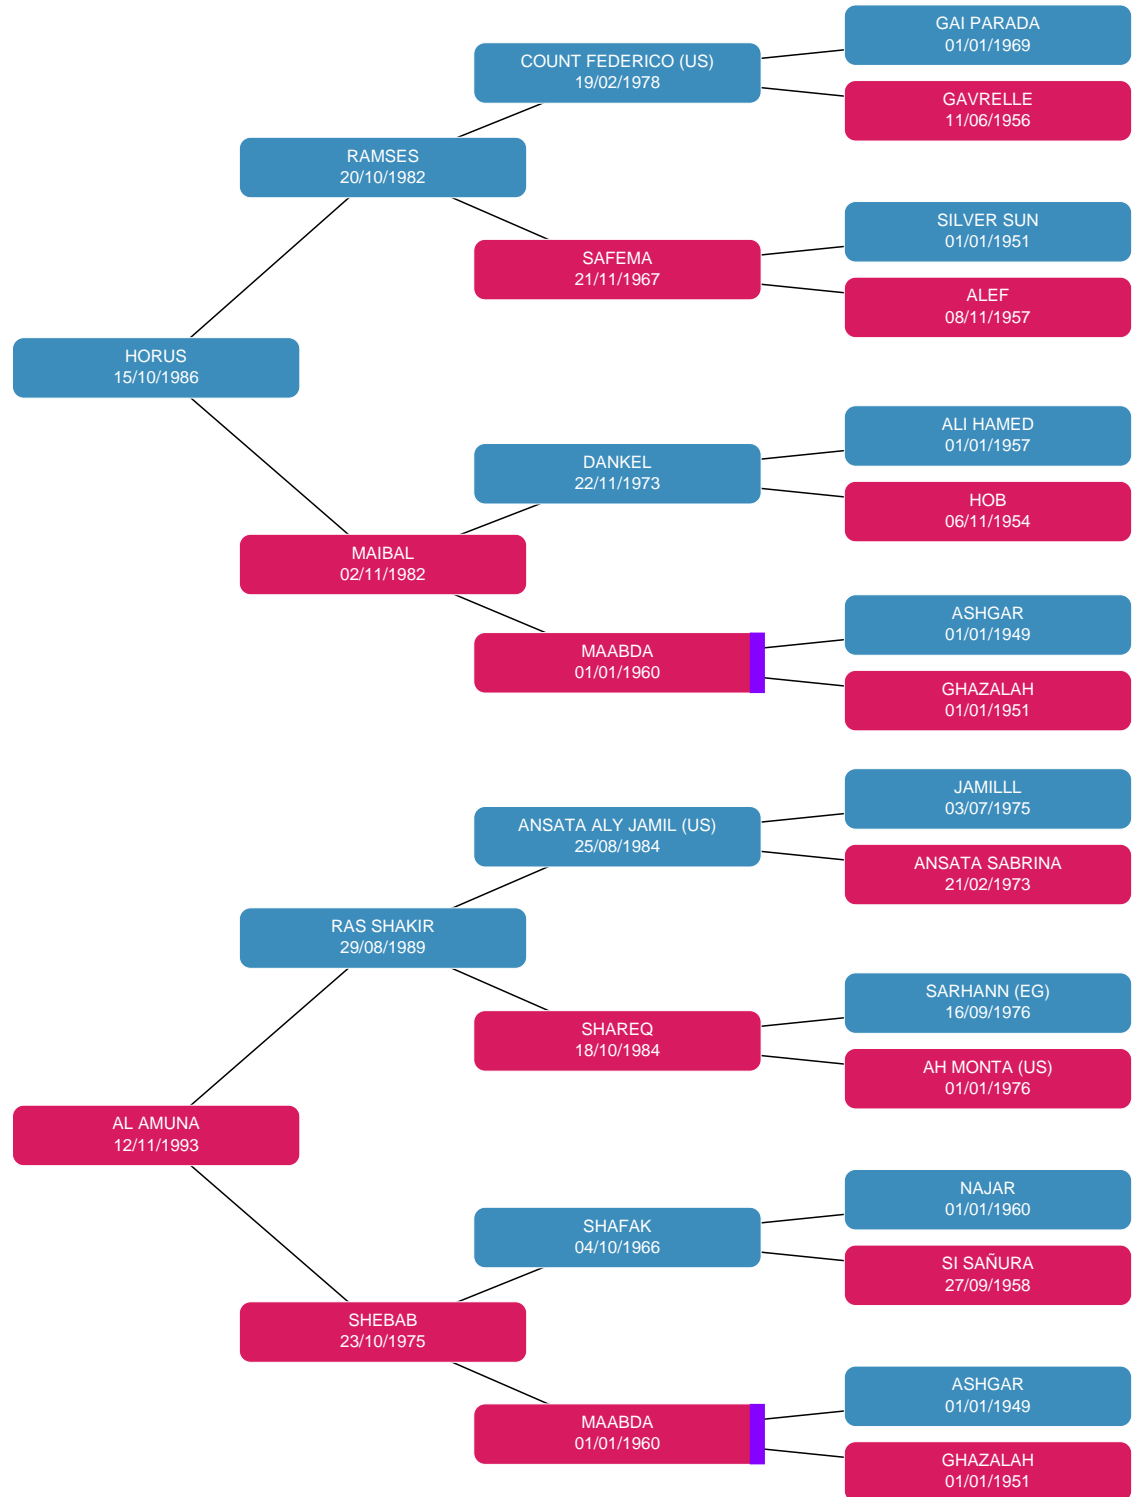 GAI PARADA
01/01/1969
COUNT FEDERICO (US)
19/02/1978
GAVRELLE
11/06/1956
RAMSES
20/10/1982
SILVER SUN
01/01/1951
SAFEMA
21/11/1967
ALEF
08/11/1957
HORUS
15/10/1986
ALI HAMED
01/01/1957
DANKEL
22/11/1973
HOB
06/11/1954
MAIBAL
02/11/1982
ASHGAR
01/01/1949
MAABDA
01/01/1960
GHAZALAH
01/01/1951
JAMILLL
03/07/1975
ANSATA ALY JAMIL (US)
25/08/1984
ANSATA SABRINA
21/02/1973
RAS SHAKIR
29/08/1989
SARHANN (EG)
16/09/1976
SHAREQ
18/10/1984
AH MONTA (US)
01/01/1976
AL AMUNA
12/11/1993
NAJAR
01/01/1960
SHAFAK
04/10/1966
SI SAÑURA
27/09/1958
SHEBAB
23/10/1975
ASHGAR
01/01/1949
MAABDA
01/01/1960
GHAZALAH
01/01/1951